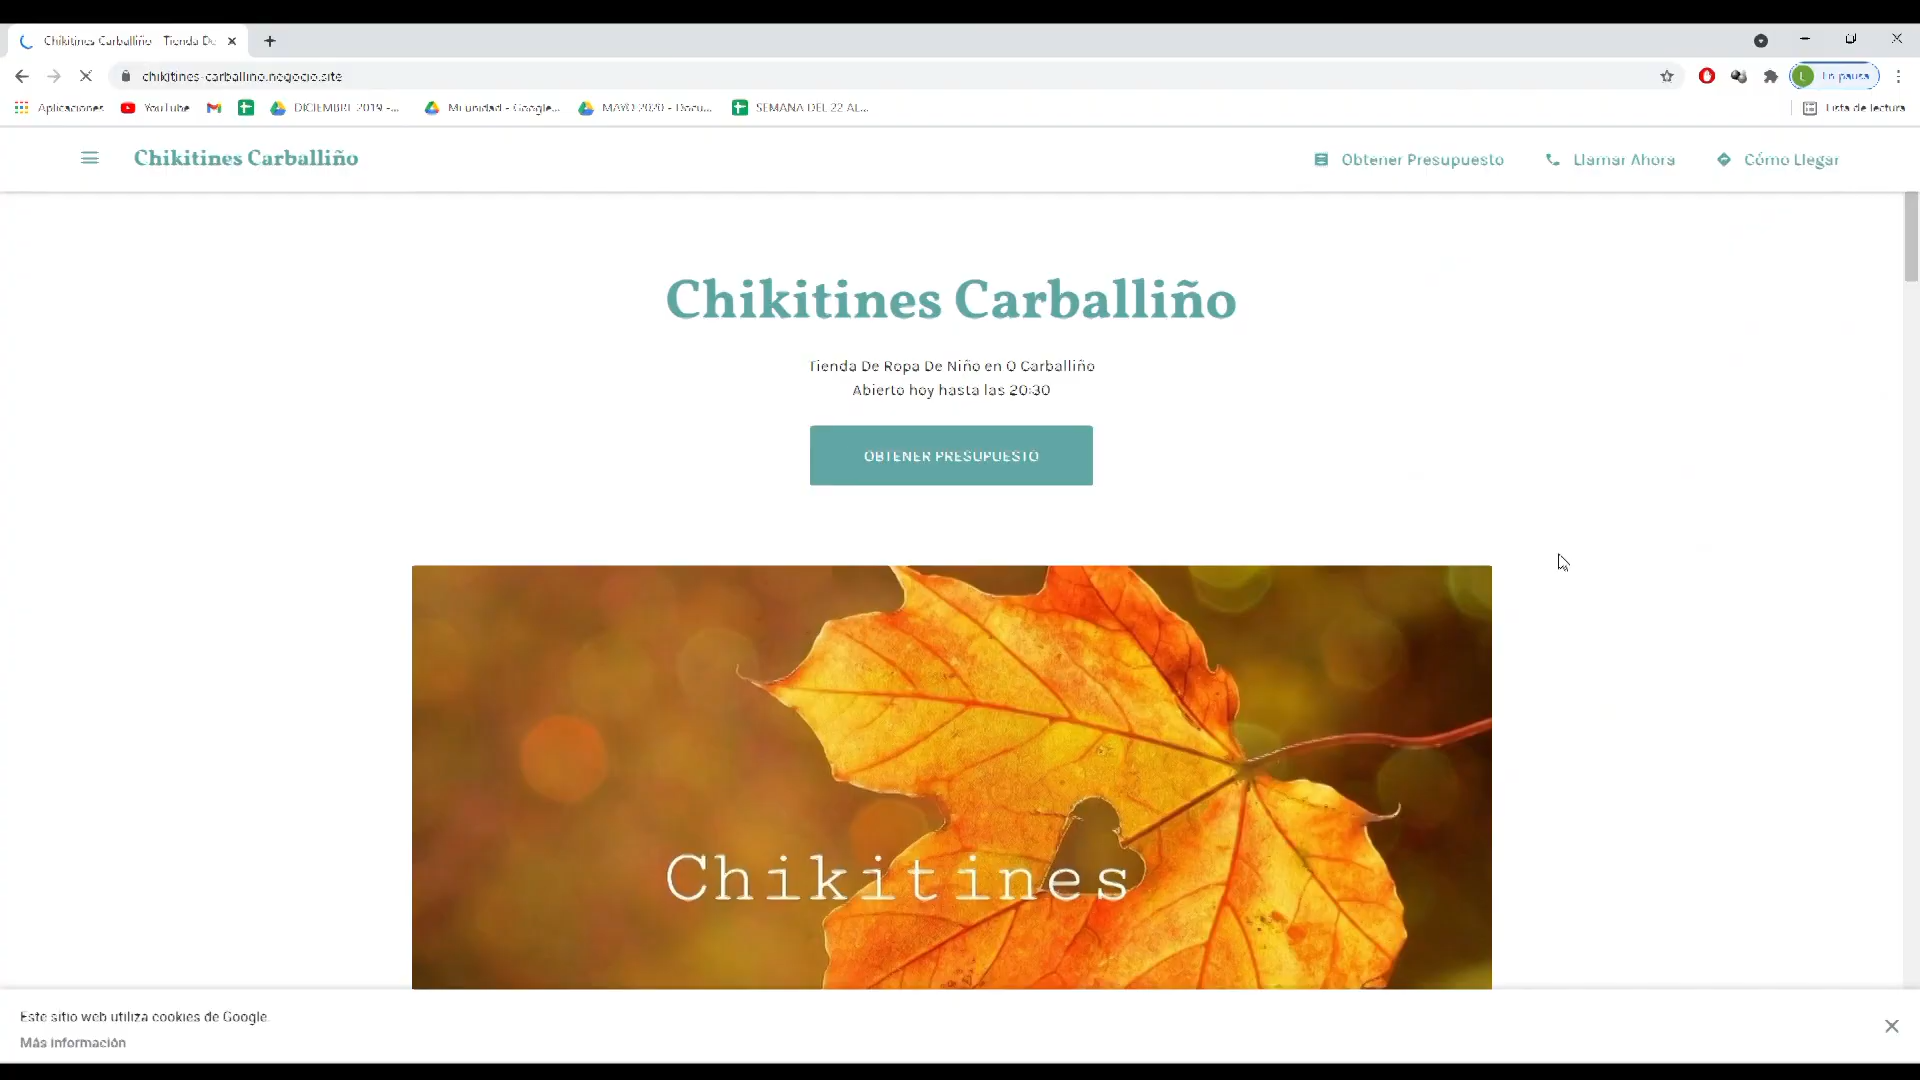 Chikitines Carballiño - Tienda De
chikitines-carballino.negocio.site
L
En pausa
Aplicaciones
YouTube
DICIEMBRE 2019 -...
Mi unidad - Google...
MAYO 2020 - Docu...
SEMANA DEL 22 AL...
Lista de lectura
Chikitines Carballiño
Obtener Presupuesto
Llamar Ahora
Cómo Llegar
Chikitines Carballiño
Tienda De Ropa De Niño en O Carballiño
Abierto hoy hasta las 20:30
OBTENER PRESUPUESTO
Chikitines
Este sitio web utiliza cookies de Google.
Más información